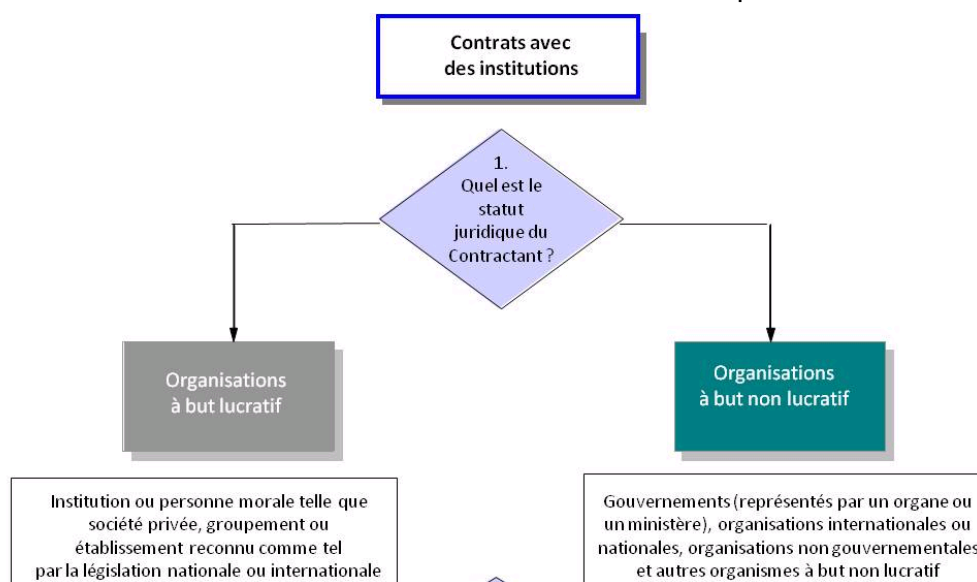 Contrats avec
des institutions
1.
Quel est le
statut
juridique du
Contractant ?
Organisations
à but lucratif
Organisations
à but non lucratif
Institution ou personne morale telle que
société privée, groupement ou
établissement reconnu comme tel
par la législation nationale ou internationale
Gouvernements (représentés par un organe ou
un ministère), organisations internationales ou
nationales, organisations non gouvernementales
et autres organismes à but non lucratif